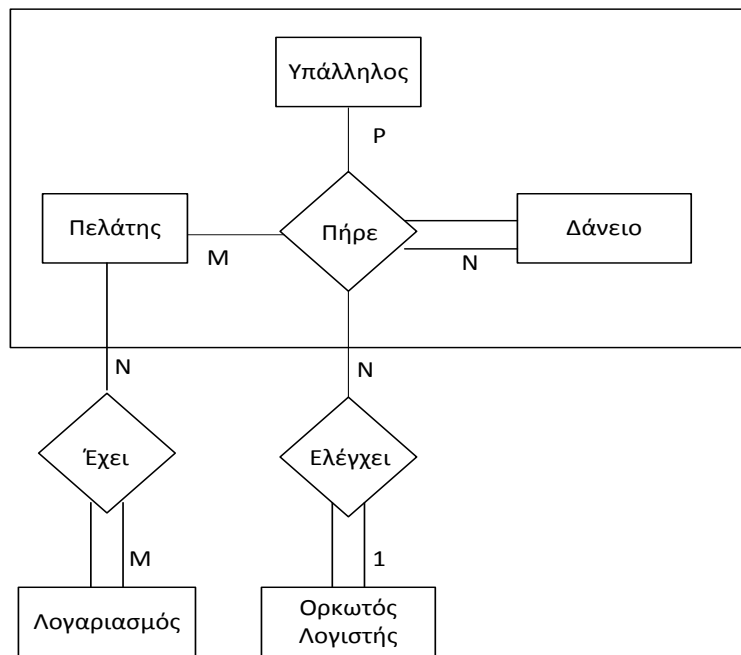 Υπάλληλος
P
Πελάτης
M
Πήρε
N
Δάνειο
N
N
Έχει
Ελέγχει
M
1
Λογαριασμός
Ορκωτός
Λογιστής